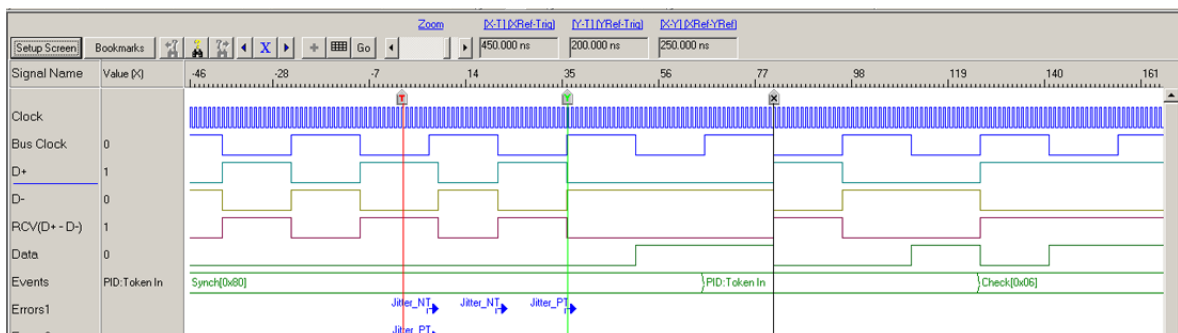 Zoom [X-T] [XRef-Trig] [Y-T] [YRef-Trig] [X-Y] [XRef-YRef]
Setup Screen Bookmarks X Go 450.000 ns 200.000 ns 250.000 ns
Signal Name Value (X) -46 -28 -7 14 35 56 77 98 119 140 161
T Y X
Clock
Bus Clock 0
D+ 1
D- 0
RCV(D+ - D-) 1
Data 0
Events PID:Token In Synch[0x80] PID:Token In Check[0x06]
Errors1 Jitter_NT Jitter_NT Jitter_PT
Jitter_PT